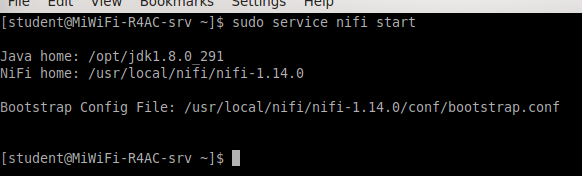 Edit View Bookmarks Settings Help
[student@MiWiFi-R4AC-srv ~]$ sudo service nifi start
Java home: /opt/jdk1.8.0_291
NiFi home: /usr/local/nifi/nifi-1.14.0
Bootstrap Config File: /usr/local/nifi/nifi-1.14.0/conf/bootstrap.conf
[student@MiWiFi-R4AC-srv ~]$